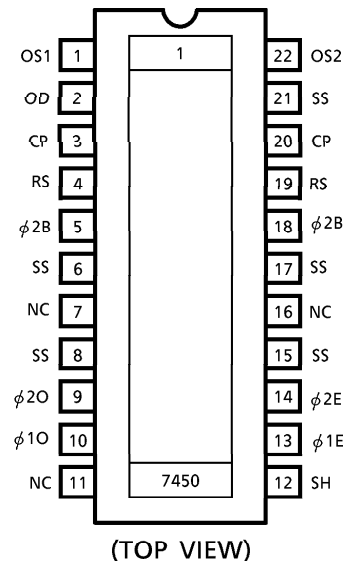 OS1 1 1 22 OS2
OD 2 21 SS
CP 3 20 CP
RS 4 19 RS
ϕ2B 5 18 ϕ2B
SS 6 17 SS
NC 7 16 NC
SS 8 15 SS
ϕ2O 9 14 ϕ2E
ϕ1O 10 13 ϕ1E
NC 11 7450 12 SH
(TOP VIEW)